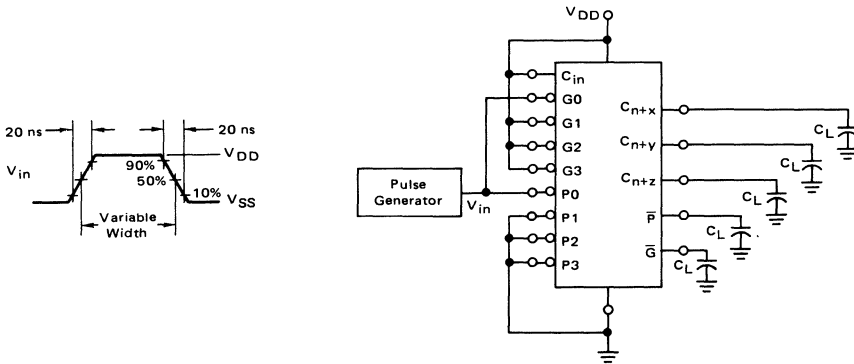 20 ns
20 ns
V_in
90%
50%
10%
V_DD
V_SS
Variable
Width
Pulse
Generator
V_in
V_DD
C_in
G0
G1
G2
G3
P0
P1
P2
P3
C_n+x
C_n+y
C_n+z
P̅
G̅
C_L
C_L
C_L
C_L
C_L